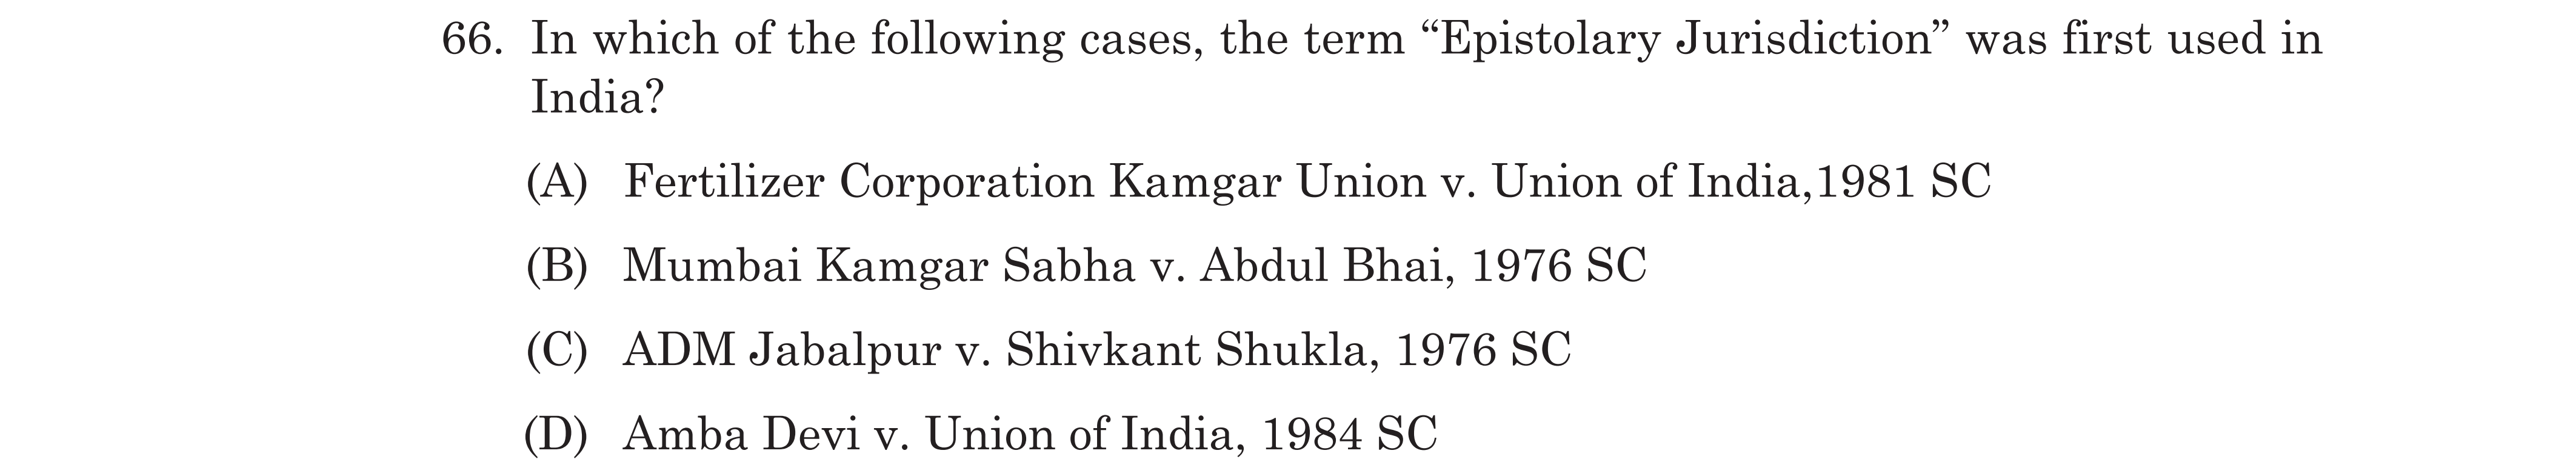 66. In which of the following cases, the term “Epistolary Jurisdiction” was first used in
India?
(A) Fertilizer Corporation Kamgar Union v. Union of India,1981 SC
(B) Mumbai Kamgar Sabha v. Abdul Bhai, 1976 SC
(C) ADM Jabalpur v. Shivkant Shukla, 1976 SC
(D) Amba Devi v. Union of India, 1984 SC